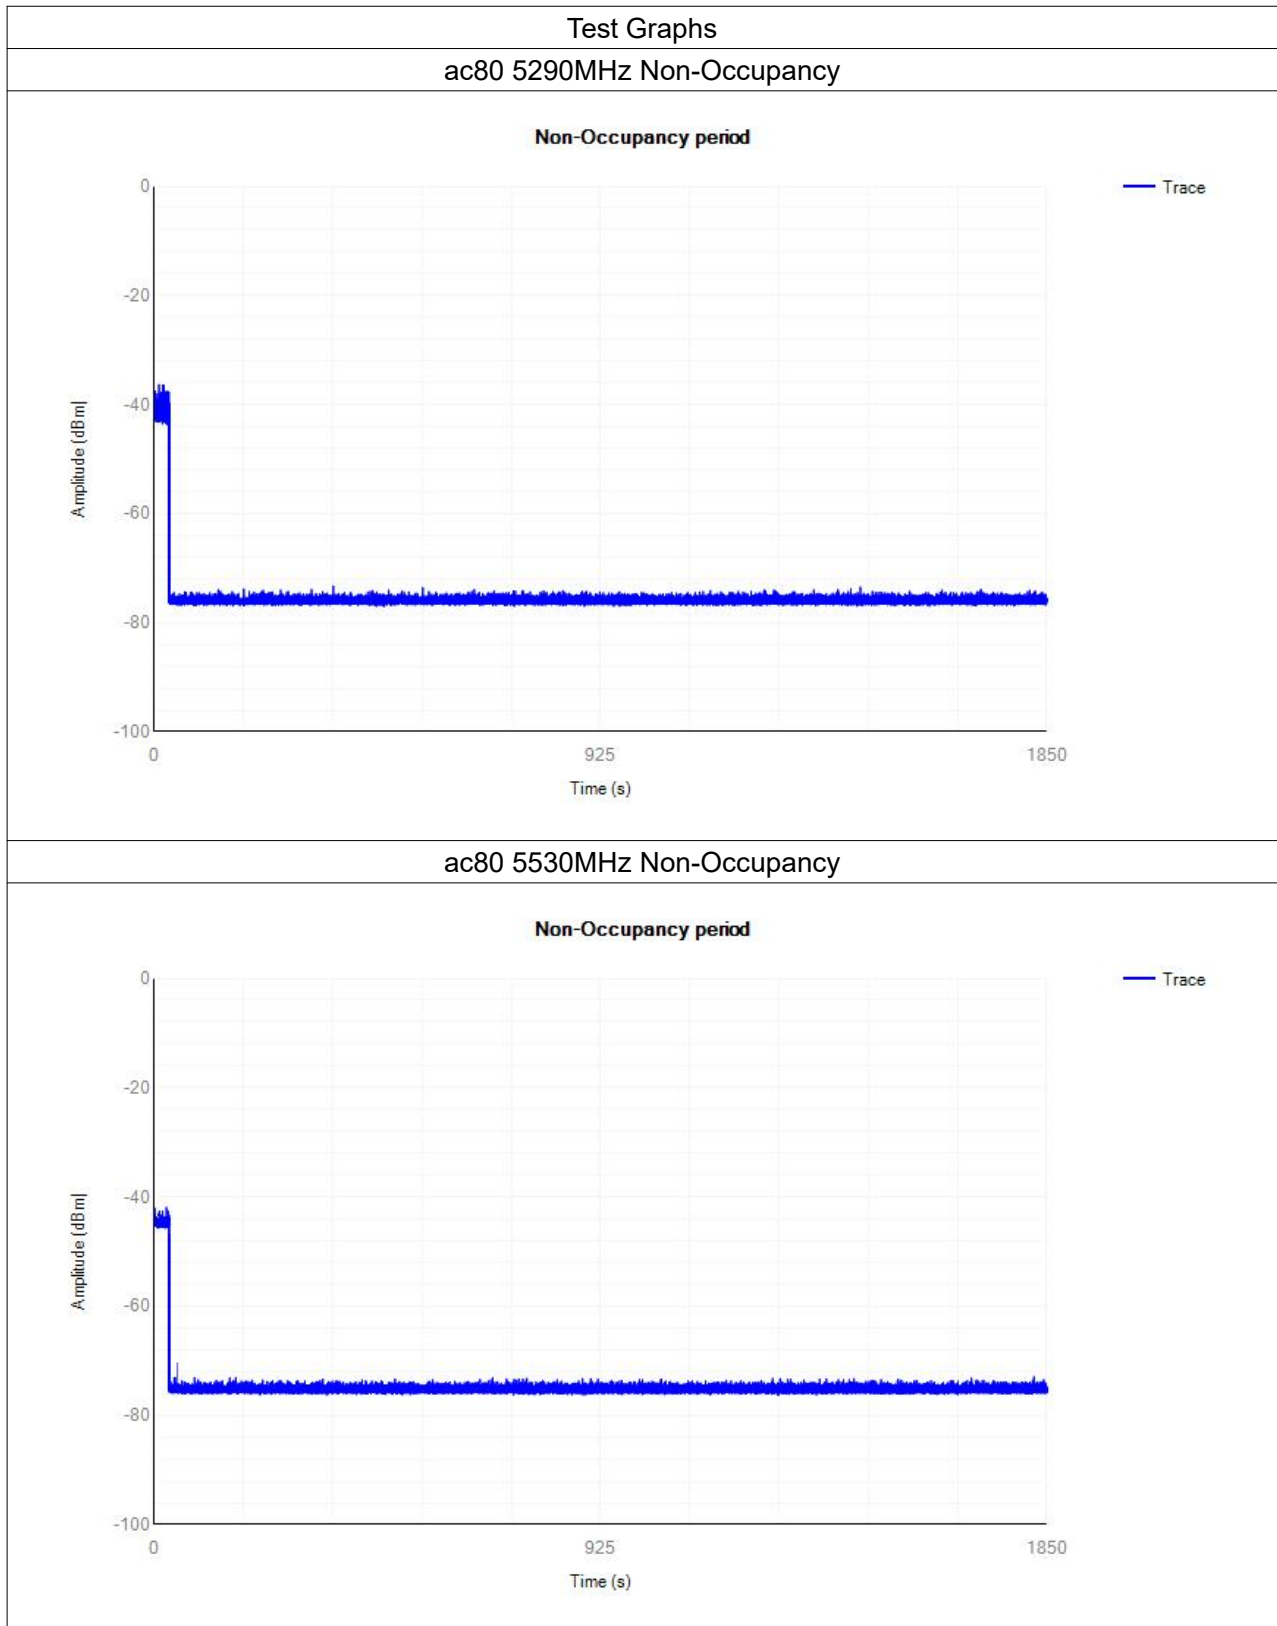 Test Graphs
ac80 5290MHz Non-Occupancy
Non-Occupancy period
Trace
0
-20
-40
-60
-80
-100
Amplitude (dBm|
0 925 1850
Time (s)
ac80 5530MHz Non-Occupancy
Non-Occupancy period
Trace
0
-20
-40
-60
-80
-100
Amplitude (dBm|
0 925 1850
Time (s)